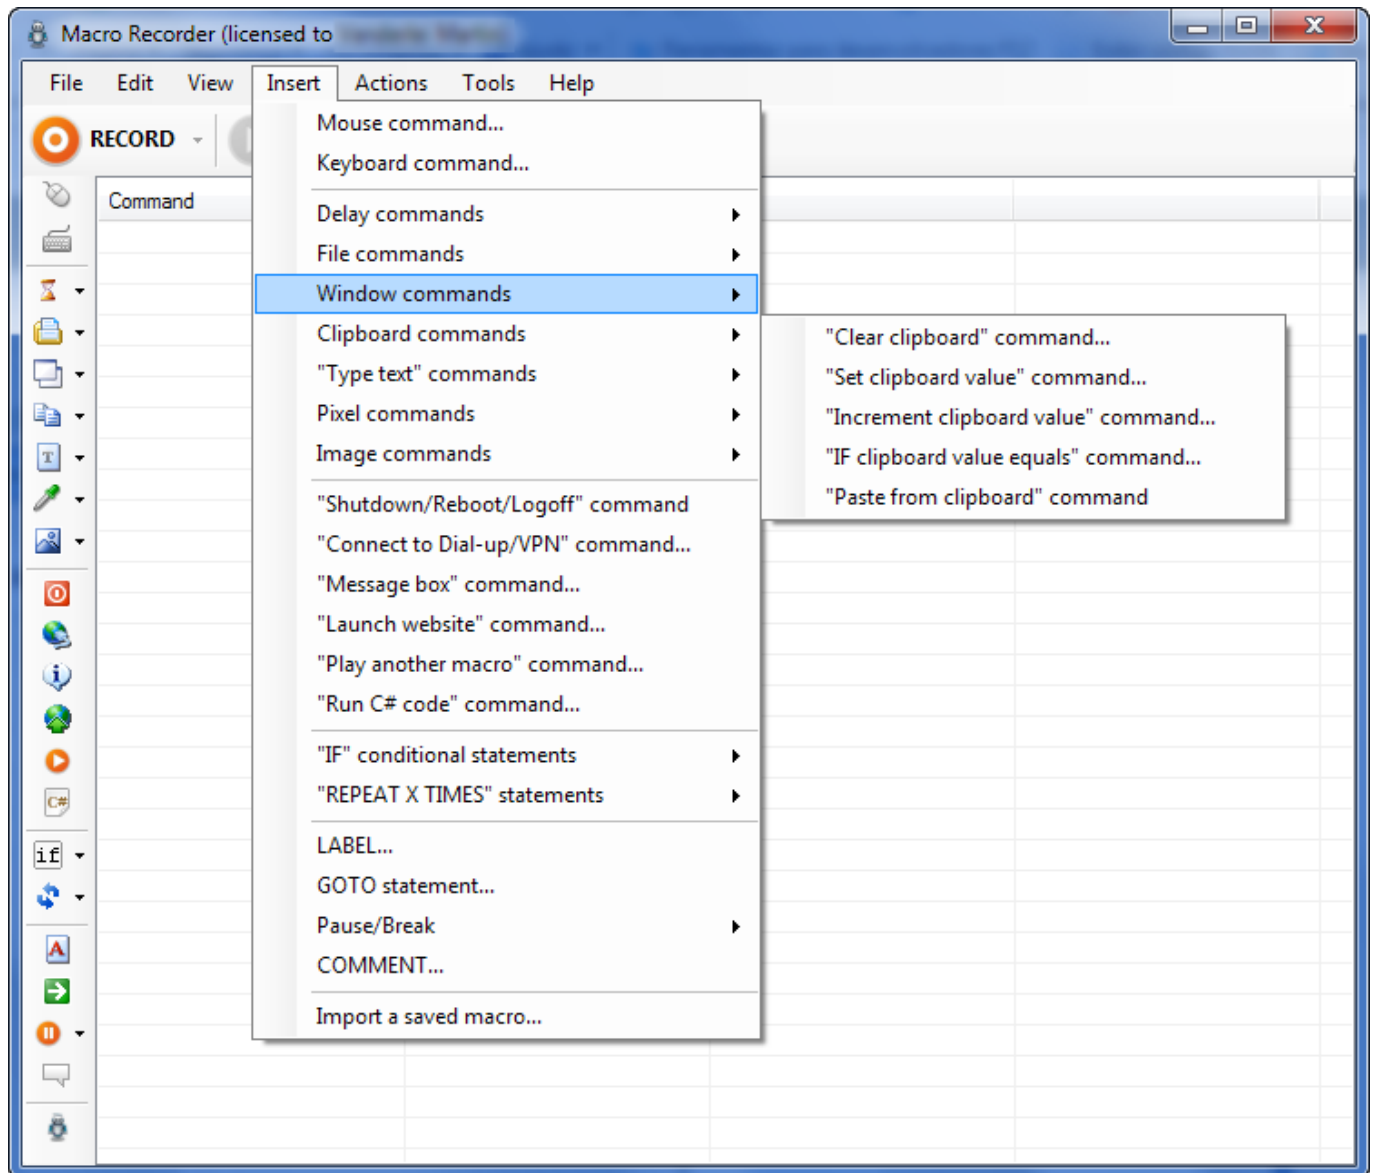 Macro Recorder (licensed to
File Edit View Insert Actions Tools Help
RECORD
Command
Mouse command...
Keyboard command...
Delay commands
File commands
Window commands
Clipboard commands
"Type text" commands
Pixel commands
Image commands
"Shutdown/Reboot/Logoff" command
"Connect to Dial-up/VPN" command...
"Message box" command...
"Launch website" command...
"Play another macro" command...
"Run C# code" command...
"IF" conditional statements
"REPEAT X TIMES" statements
LABEL...
GOTO statement...
Pause/Break
COMMENT...
Import a saved macro...
"Clear clipboard" command...
"Set clipboard value" command...
"Increment clipboard value" command...
"IF clipboard value equals" command...
"Paste from clipboard" command
T
C#
if
A